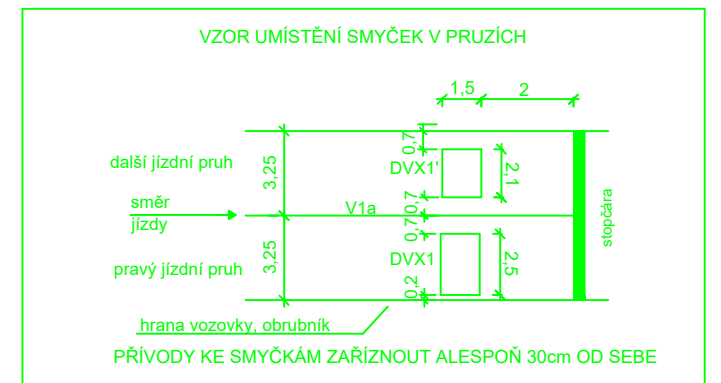 VZOR UMÍSTĚNÍ SMYČEK V PRUZÍCH
1,5
2
další jízdní pruh
3,25
0,7
DVX1'
2,1
0,7
směr
jízdy
V1a
stopčára
pravý jízdní pruh
3,25
0,7
DVX1
2,5
0,2
hrana vozovky, obrubník
PŘÍVODY KE SMYČKÁM ZAŘÍZNOUT ALESPOŇ 30cm OD SEBE